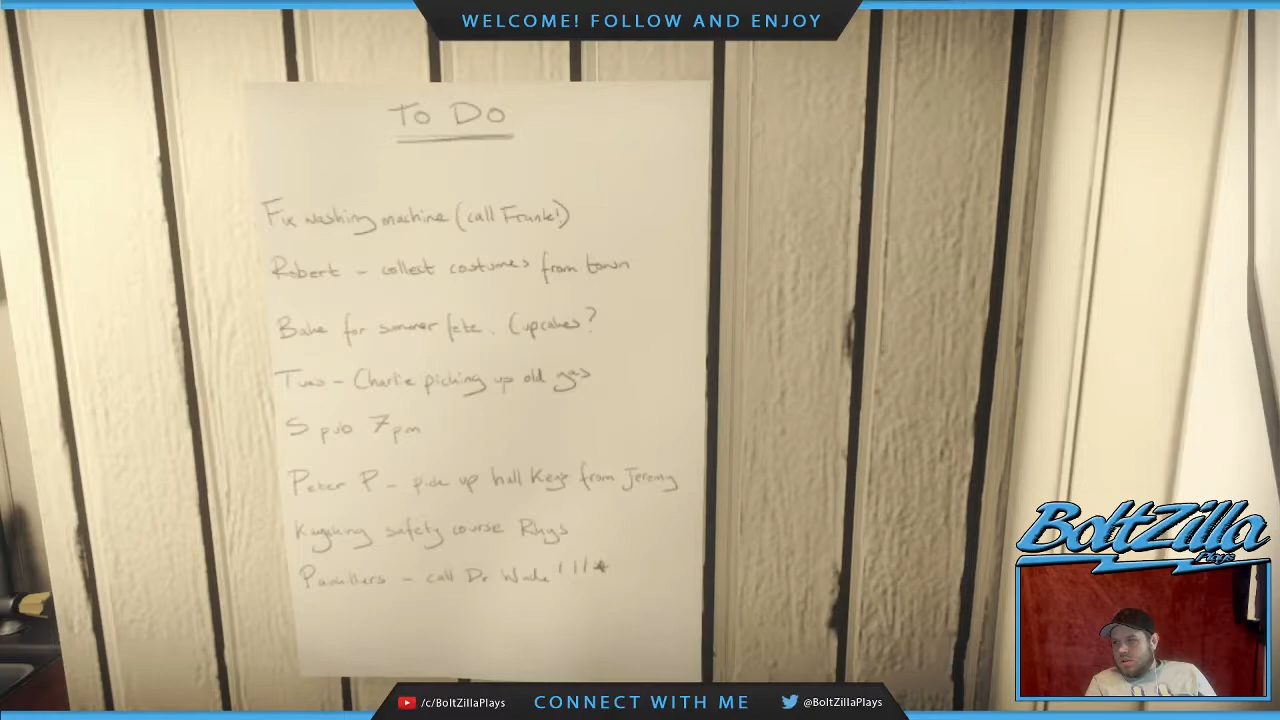 WELCOME! FOLLOW AND ENJOY
To Do
Fix washing machine (call Frank!)
Robert - collect costumes from town
Bake for summer fete. Cupcakes?
Tues - Charlie picking up old gas
S pub 7pm
Peter P - pick up hall keys from Jeremy
Kayaking safety course Rhys
Painkillers - call Dr Wade !!!*
BoltZilla
Plays
/c/BoltZillaPlays
CONNECT WITH ME
@BoltZillaPlays